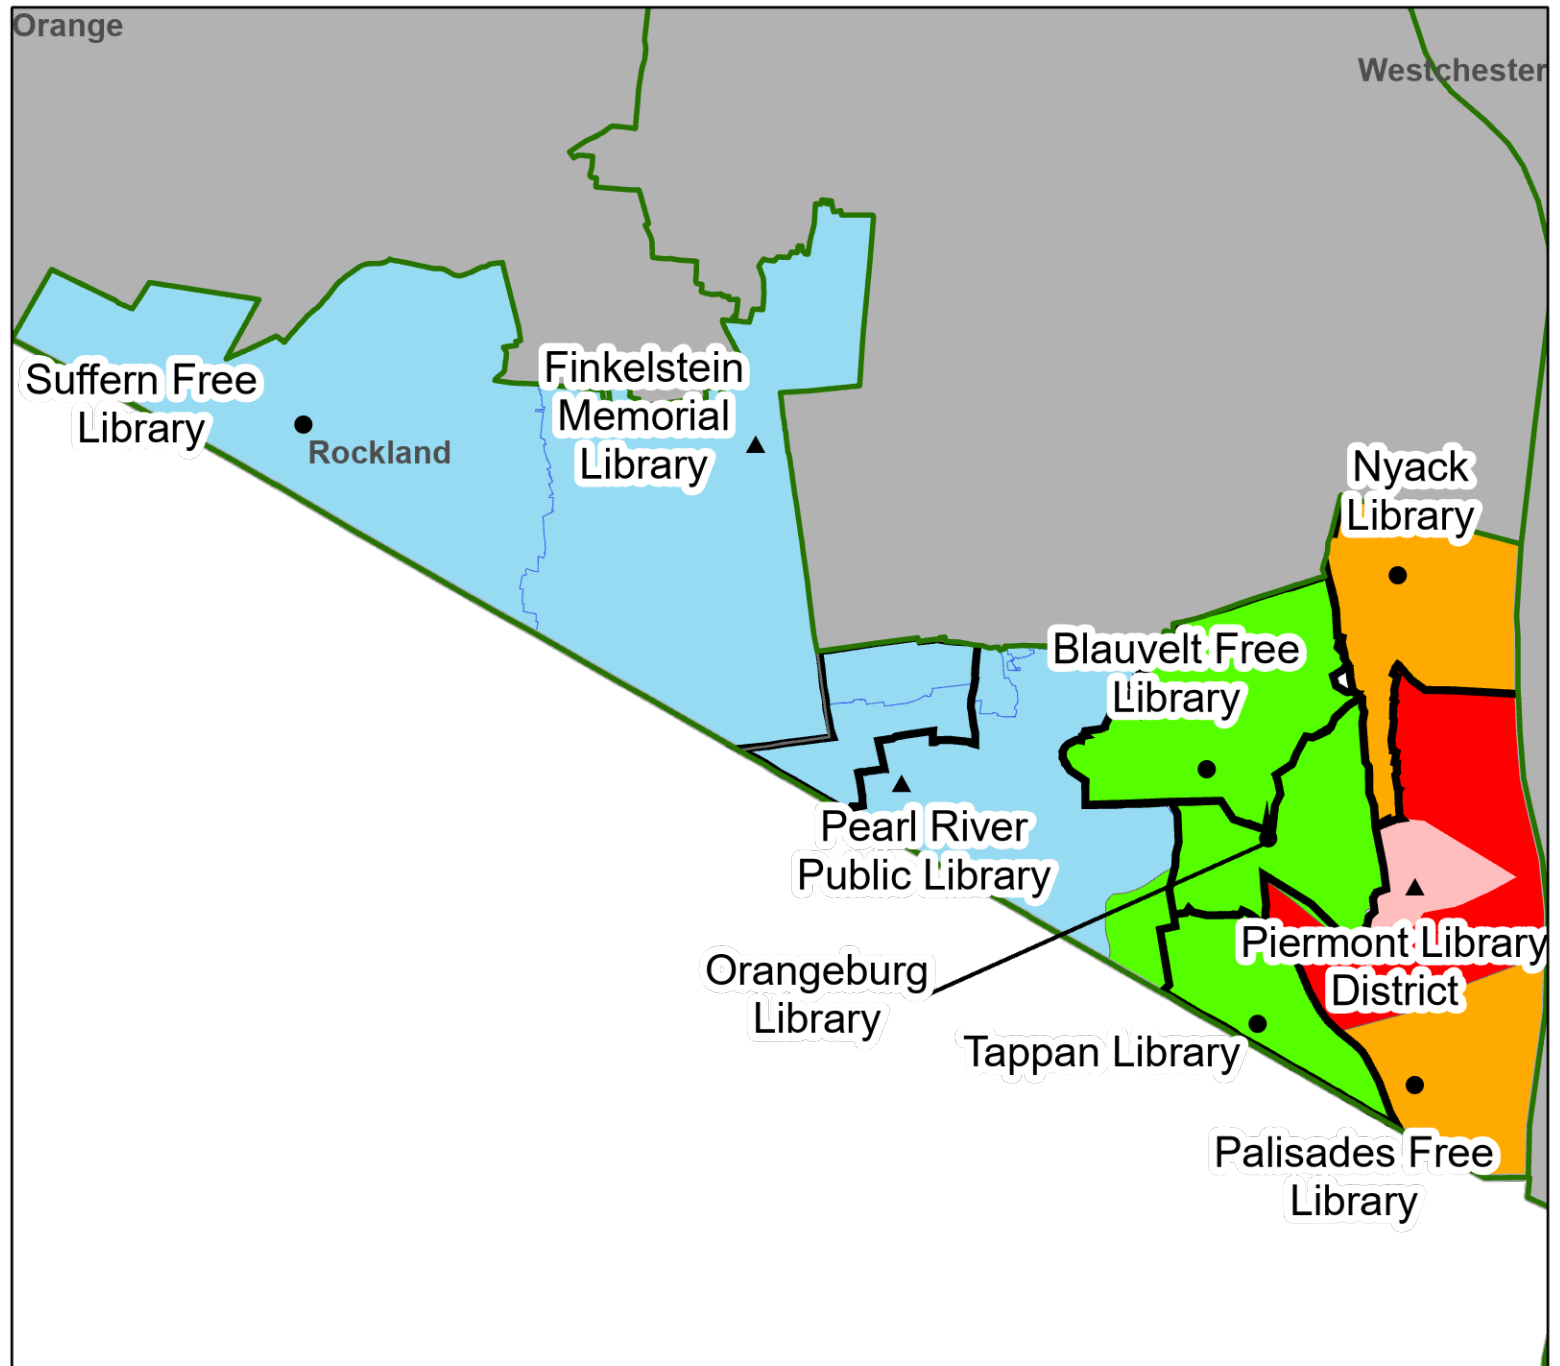 Orange
Westchester
Suffern Free
Library
Rockland
Finkelstein
Memorial
Library
Nyack
Library
Blauvelt Free
Library
Pearl River
Public Library
Orangeburg
Library
Piermont Library
District
Tappan Library
Palisades Free
Library